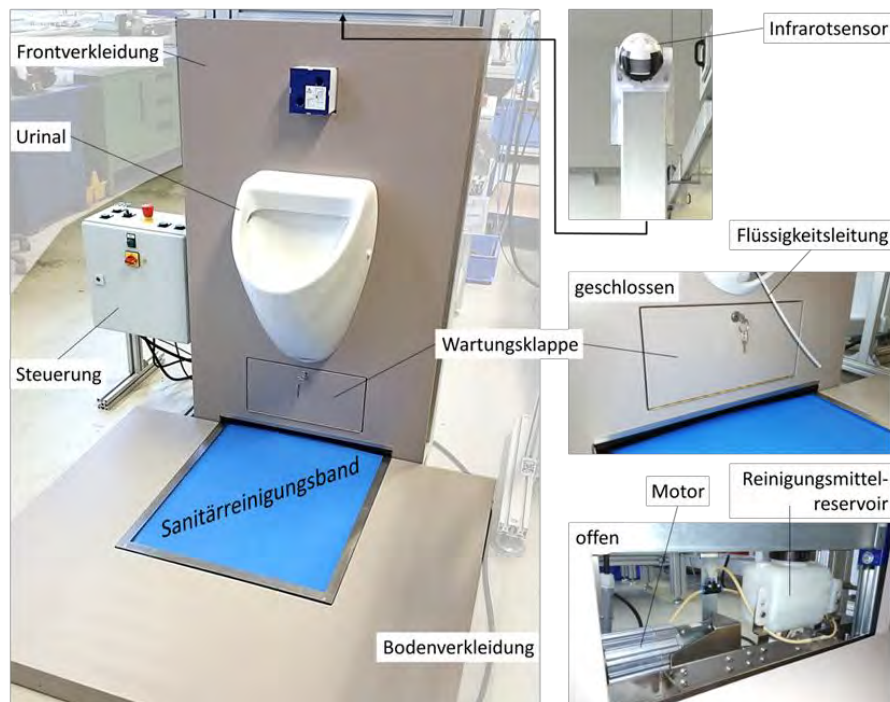 Frontverkleidung
Infrarotsensor
Urinal
Flüssigkeitsleitung
geschlossen
Wartungsklappe
Steuerung
Sanitärreinigungsband
Motor
Reinigungsmittel-
reservoir
offen
Bodenverkleidung